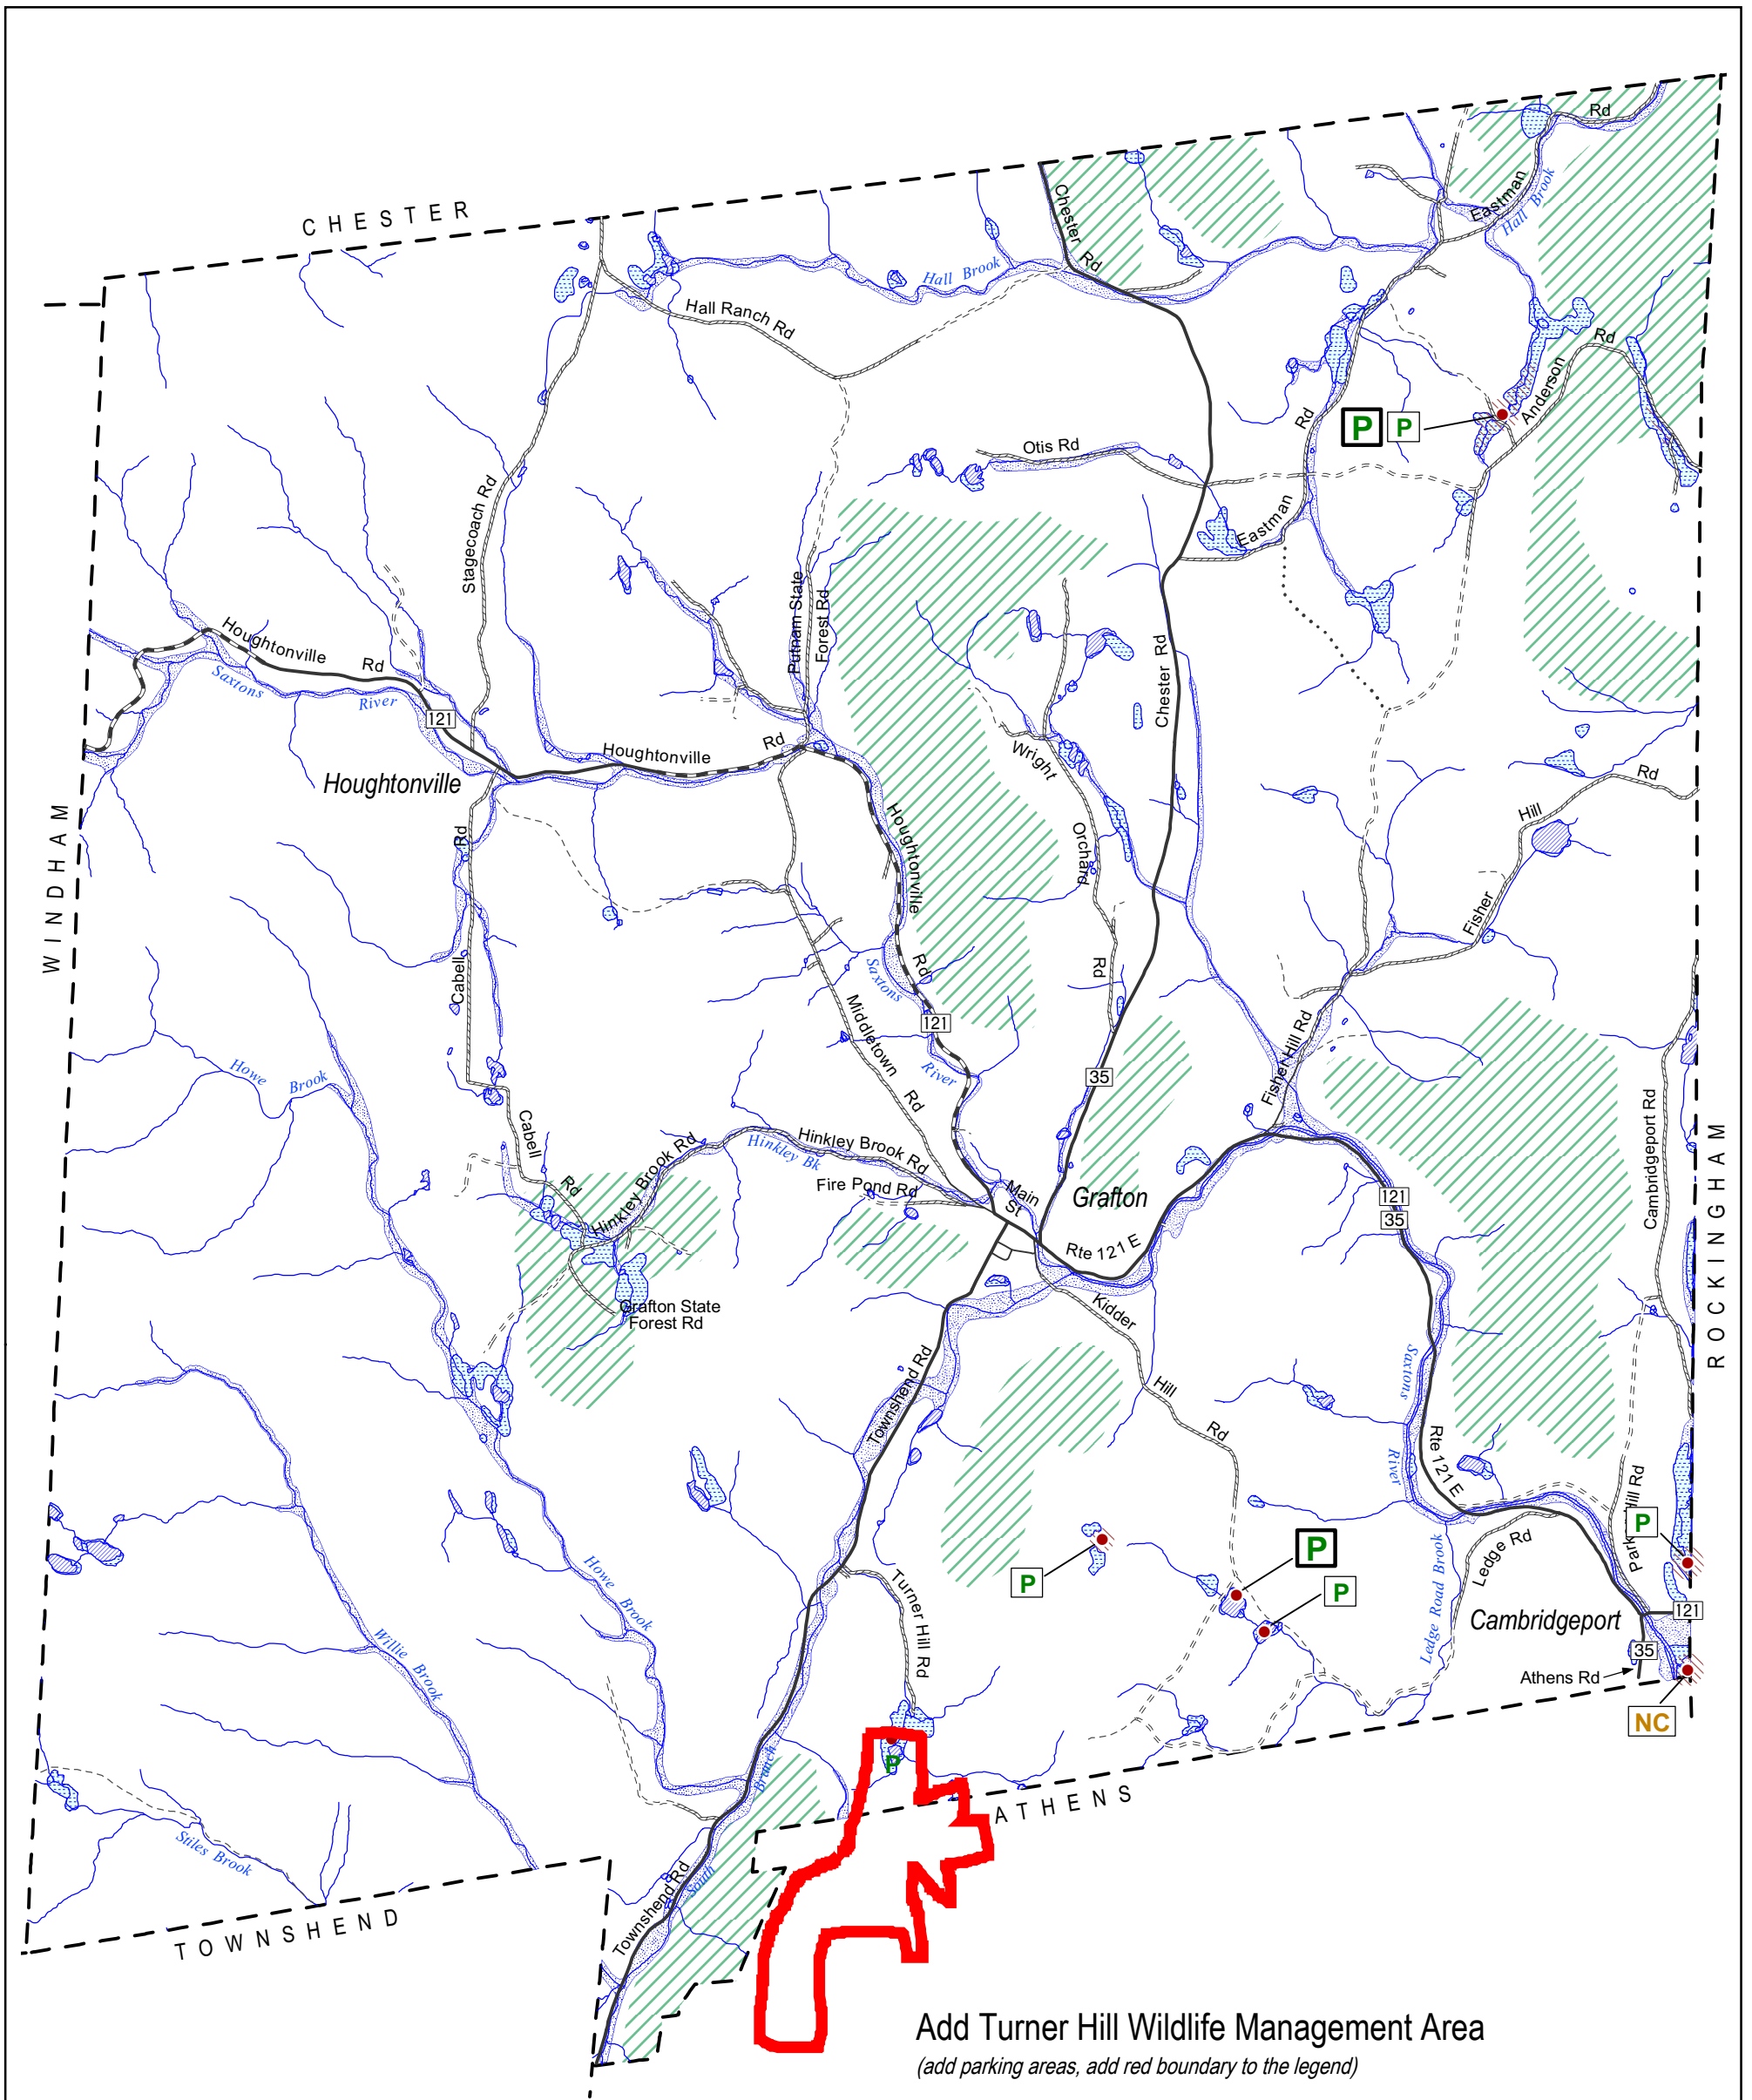 CHESTER
Rd
Eastman
Hall Brook
Chester
Rd
Hall Brook
Hall Ranch Rd
Rd
Anderson
Rd
P
P
Otis Rd
Eastman
Stagecoach Rd
Putnam State
Forest Rd
Houghtonville
Rd
Saxtons
River
121
Houghtonville
Rd
Houghtonville
Chester Rd
Wright
Orchard
Rd
Rd
Hill
Fisher
WINDHAM
Rd
Cabell
Houghtonville
Rd
Saxtons
121
River
Middletown
Rd
35
Fisher Hill Rd
Howe
Brook
Cabell
Rd
Hinkley Brook Rd
Hinkley Brook Rd
Hinkley Bk
Fire Pond Rd
Main
St
Grafton
Rte 121 E
121
35
Cambridgeport Rd
ROCKINGHAM
Grafton State
Forest Rd
Kidder
Hill
Rd
Townshend Rd
Saxtons
River
Rte 121 E
P
P
P
P
Ledge Rd
Ledge Road Brook
Cambridgeport
121
35
Athens Rd
NC
Howe
Brook
Turner Hill Rd
Willie Brook
P
Branch
ATHENS
Stiles Brook
South
Townshend Rd
TOWNSHEND
Add Turner Hill Wildlife Management Area
(add parking areas, add red boundary to the legend)